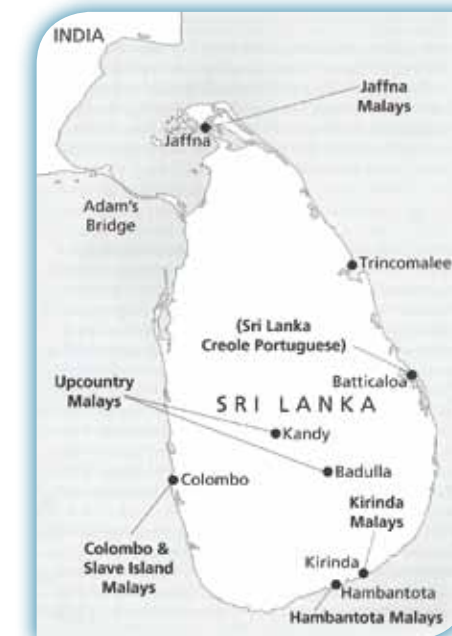 INDIA
Jaffna
Malays
Jaffna
Adam's
Bridge
Trincomalee
(Sri Lanka
Creole Portuguese)
Upcountry
Malays
Batticaloa
SRI LANKA
Kandy
Badulla
Colombo
Kirinda
Malays
Colombo &
Slave Island
Malays
Kirinda
Hambantota
Hambantota Malays